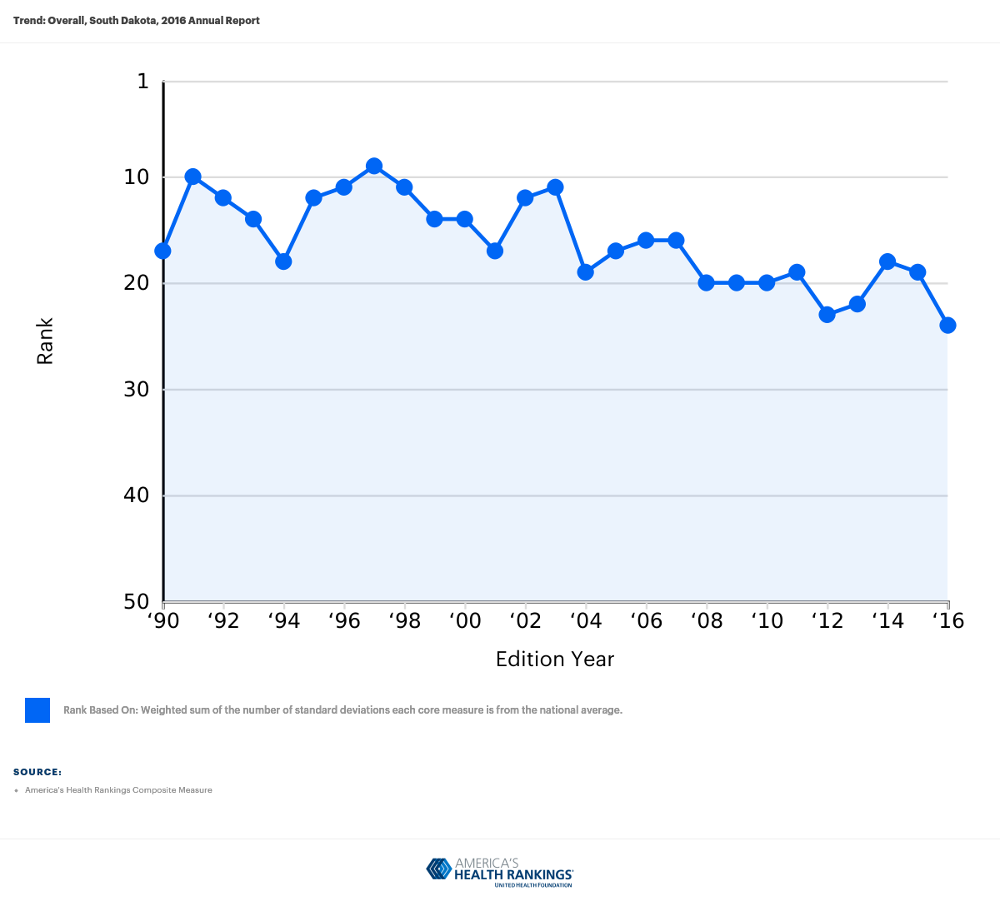 Trend: Overall, South Dakota, 2016 Annual Report
1
10
20
30
40
50
Rank
‘90 ‘92 ‘94 ‘96 ‘98 ‘00 ‘02 ‘04 ‘06 ‘08 ‘10 ‘12 ‘14 ‘16
Edition Year
Rank Based On: Weighted sum of the number of standard deviations each core measure is from the national average.
SOURCE:
• America's Health Rankings Composite Measure
AMERICA'S
HEALTH RANKINGS®
UNITED HEALTH FOUNDATION